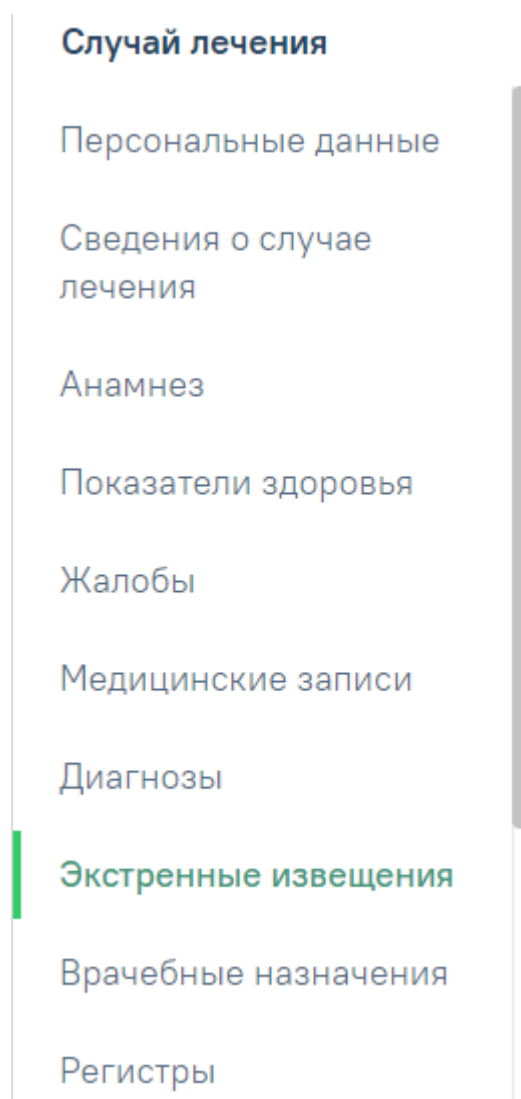 Случай лечения
Персональные данные
Сведения о случае
лечения
Анамнез
Показатели здоровья
Жалобы
Медицинские записи
Диагнозы
Экстренные извещения
Врачебные назначения
Регистры